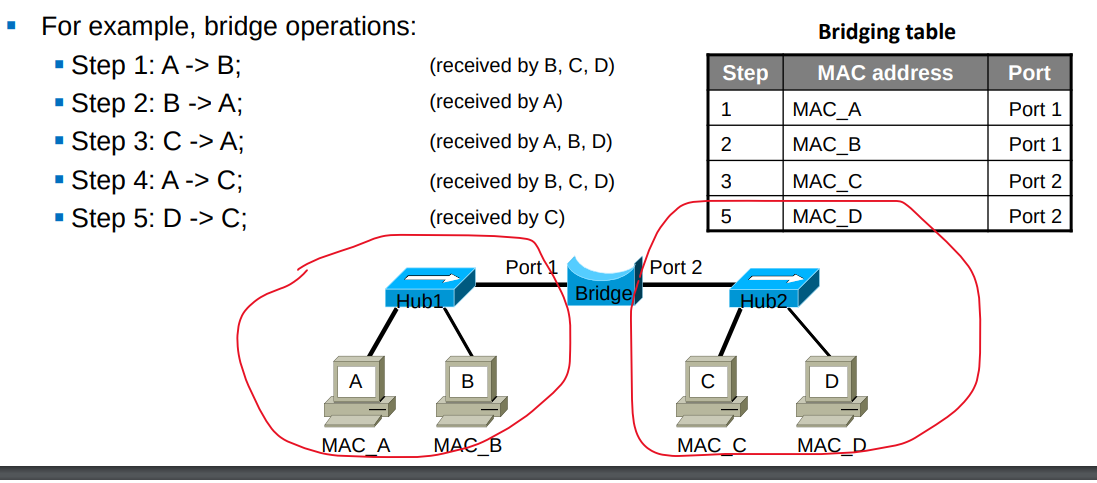 For example, bridge operations:
Step 1: A -> B; (received by B, C, D)
Step 2: B -> A; (received by A)
Step 3: C -> A; (received by A, B, D)
Step 4: A -> C; (received by B, C, D)
Step 5: D -> C; (received by C)
Bridging table
Step MAC address Port
1 MAC_A Port 1
2 MAC_B Port 1
3 MAC_C Port 2
5 MAC_D Port 2
Port 1 Port 2
Hub1 Bridge Hub2
A B C D
MAC_A MAC_B MAC_C MAC_D